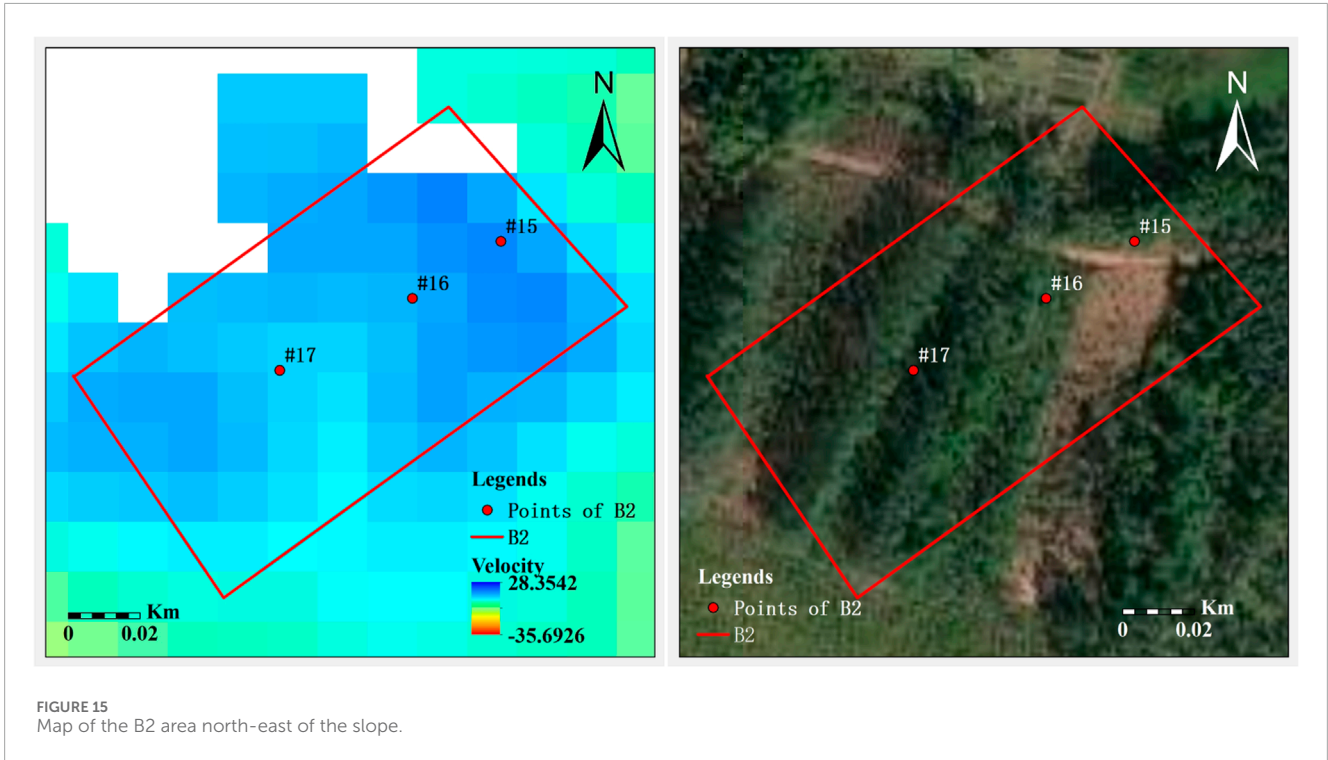 N
#15
#16
#17
Legends
Points of B2
B2
Velocity
28.3542
-35.6926
Km
0 0.02
N
#15
#16
#17
Legends
Points of B2
B2
Km
0 0.02
FIGURE 15
Map of the B2 area north-east of the slope.